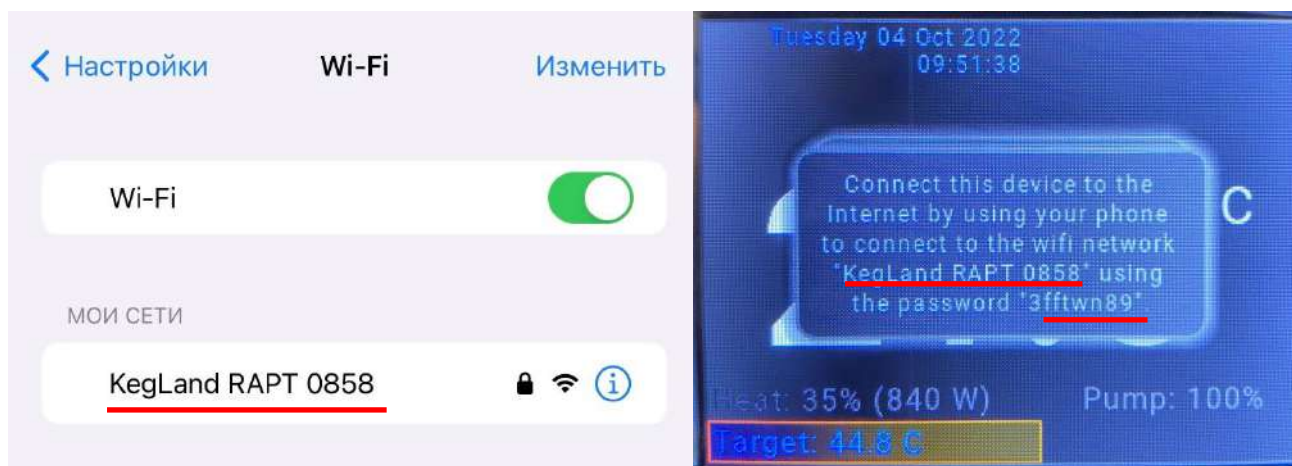 Настройки
Wi-Fi
Изменить
Wi-Fi
МОИ СЕТИ
KegLand RAPT 0858
Tuesday 04 Oct 2022
09:51:38
Connect this device to the
Internet by using your phone
to connect to the wifi network
"KegLand RAPT 0858" using
the password "3fftwn89".
C
Heat: 35% (840 W)
Pump: 100%
Target: 44.8 C